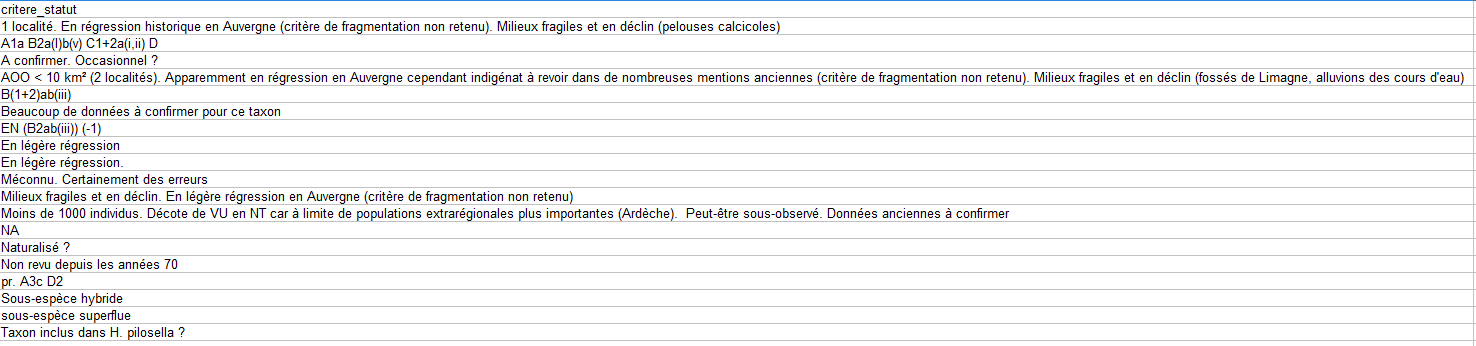 critere_statut
1 localité. En régression historique en Auvergne (critère de fragmentation non retenu). Milieux fragiles et en déclin (pelouses calcicoles)
A1a B2a(I)b(v) C1+2a(i,ii) D
A confirmer. Occasionnel ?
AOO < 10 km² (2 localités). Apparemment en régression en Auvergne cependant indigénat à revoir dans de nombreuses mentions anciennes (critère de fragmentation non retenu). Milieux fragiles et en déclin (fossés de Limagne, alluvions des cours d'eau)
B(1+2)ab(iii)
Beaucoup de données à confirmer pour ce taxon
EN (B2ab(iii)) (-1)
En légère régression
En légère régression.
Méconnu. Certainement des erreurs
Milieux fragiles et en déclin. En légère régression en Auvergne (critère de fragmentation non retenu)
Moins de 1000 individus. Décote de VU en NT car à limite de populations extrarégionales plus importantes (Ardèche).  Peut-être sous-observé. Données anciennes à confirmer
NA
Naturalisé ?
Non revu depuis les années 70
pr. A3c D2
Sous-espèce hybride
sous-espèce superflue
Taxon inclus dans H. pilosella ?